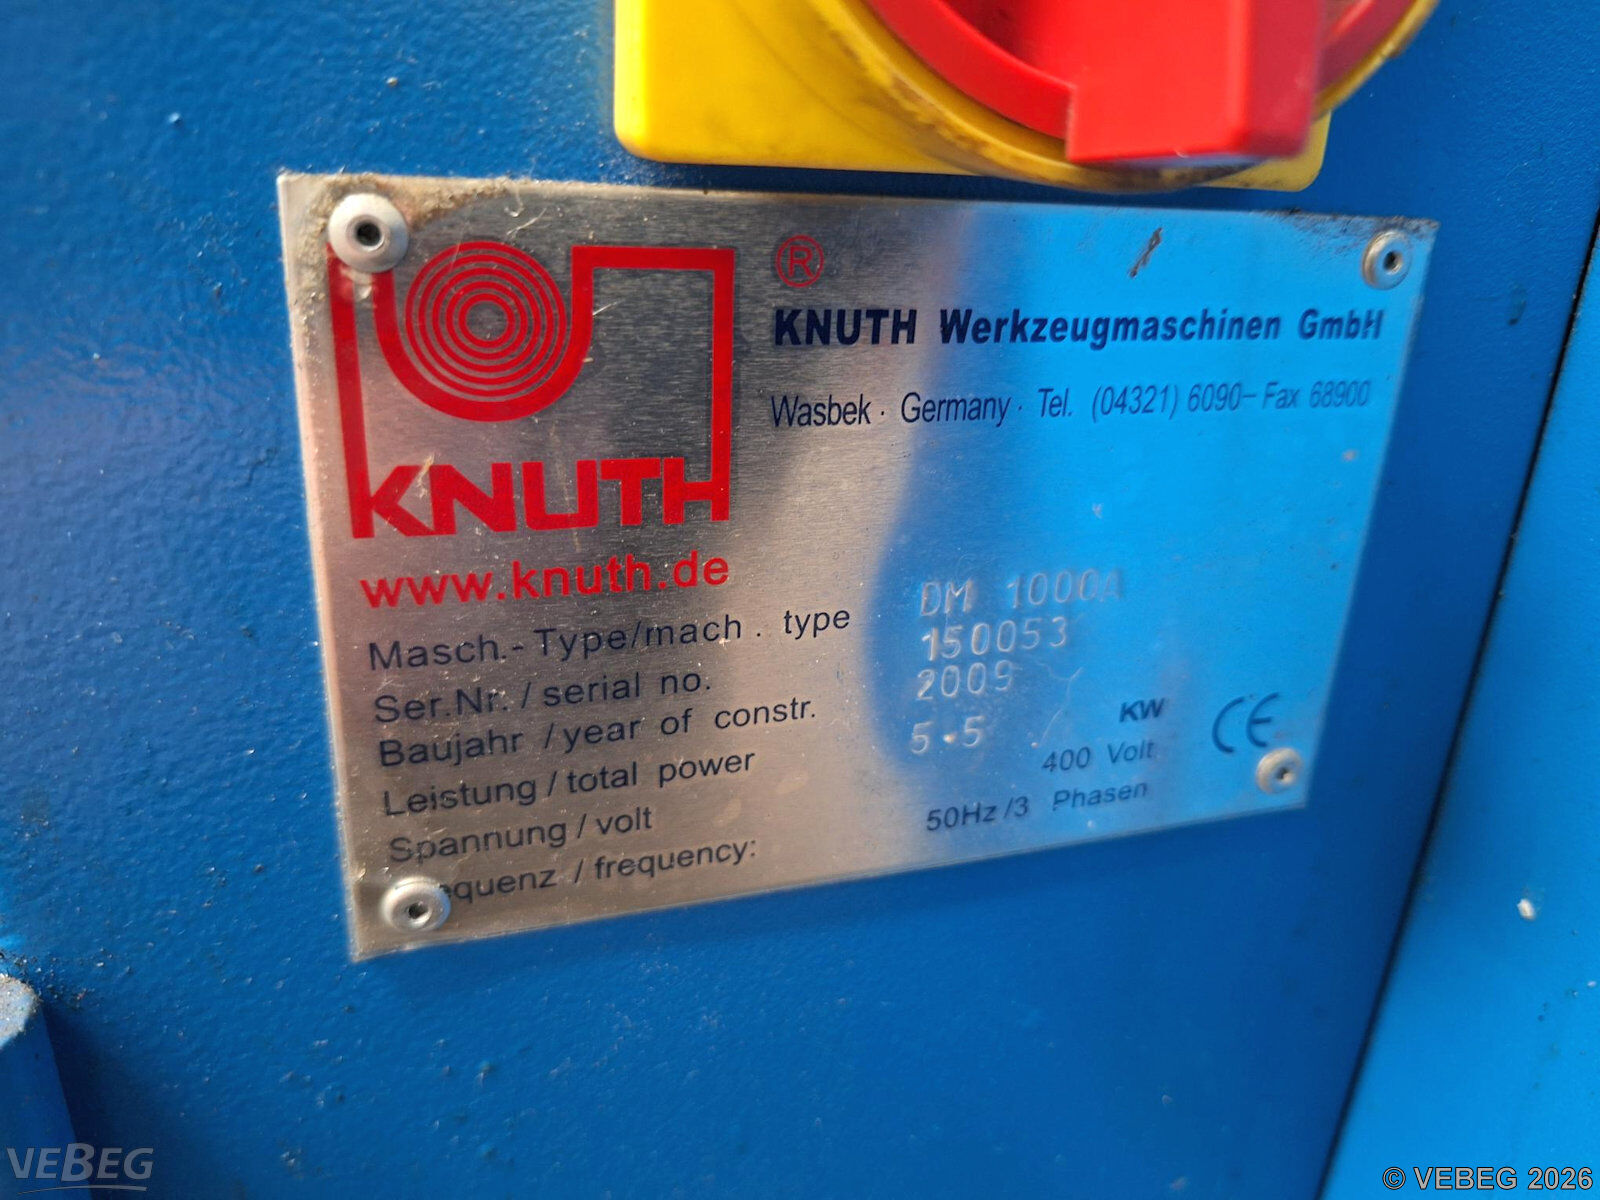 ®
KNUTH Werkzeugmaschinen GmbH
Wasbek · Germany · Tel. (04321) 6090– Fax 68900
KNUTH
www.knuth.de
Masch.-Type/mach. type DM 1000A
Ser.Nr. / serial no. 150053
Baujahr / year of constr. 2009
Leistung / total power 5.5 KW
Spannung / volt 400 Volt
equenz / frequency: 50Hz /3 Phasen
CE
VEBEG
© VEBEG 2026